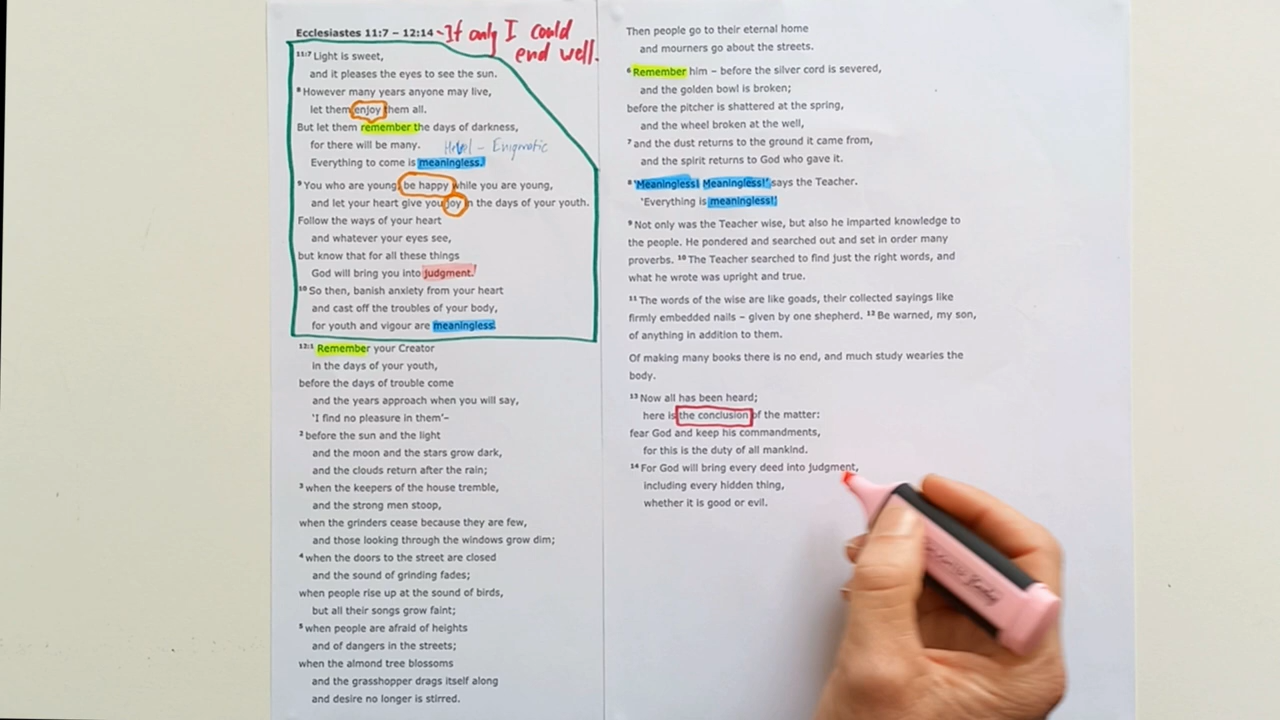 Ecclesiastes 11:7 – 12:14 - If only I could
end well.
11:7 Light is sweet,
and it pleases the eyes to see the sun.
8 However many years anyone may live,
let them enjoy them all.
But let them remember the days of darkness,
for there will be many. Hevel - Enigmatic
Everything to come is meaningless.
9 You who are young, be happy while you are young,
and let your heart give you joy in the days of your youth.
Follow the ways of your heart
and whatever your eyes see,
but know that for all these things
God will bring you into judgment.
10 So then, banish anxiety from your heart
and cast off the troubles of your body,
for youth and vigour are meaningless.
12:1 Remember your Creator
in the days of your youth,
before the days of trouble come
and the years approach when you will say,
'I find no pleasure in them'–
2 before the sun and the light
and the moon and the stars grow dark,
and the clouds return after the rain;
3 when the keepers of the house tremble,
and the strong men stoop,
when the grinders cease because they are few,
and those looking through the windows grow dim;
4 when the doors to the street are closed
and the sound of grinding fades;
when people rise up at the sound of birds,
but all their songs grow faint;
5 when people are afraid of heights
and of dangers in the streets;
when the almond tree blossoms
and the grasshopper drags itself along
and desire no longer is stirred.
Then people go to their eternal home
and mourners go about the streets.
6 Remember him – before the silver cord is severed,
and the golden bowl is broken;
before the pitcher is shattered at the spring,
and the wheel broken at the well,
7 and the dust returns to the ground it came from,
and the spirit returns to God who gave it.
8 'Meaningless! Meaningless!' says the Teacher.
'Everything is meaningless!'
9 Not only was the Teacher wise, but also he imparted knowledge to
the people. He pondered and searched out and set in order many
proverbs. 10 The Teacher searched to find just the right words, and
what he wrote was upright and true.
11 The words of the wise are like goads, their collected sayings like
firmly embedded nails – given by one shepherd. 12 Be warned, my son,
of anything in addition to them.
Of making many books there is no end, and much study wearies the
body.
13 Now all has been heard;
here is the conclusion of the matter:
fear God and keep his commandments,
for this is the duty of all mankind.
14 For God will bring every deed into judgment,
including every hidden thing,
whether it is good or evil.